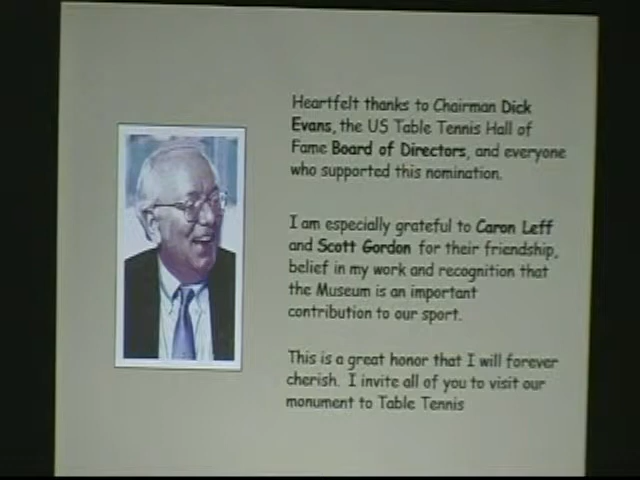 Heartfelt thanks to Chairman Dick
Evans, the US Table Tennis Hall of
Fame Board of Directors, and everyone
who supported this nomination.
I am especially grateful to Caron Leff
and Scott Gordon for their friendship,
belief in my work and recognition that
the Museum is an important
contribution to our sport.
This is a great honor that I will forever
cherish. I invite all of you to visit our
monument to Table Tennis